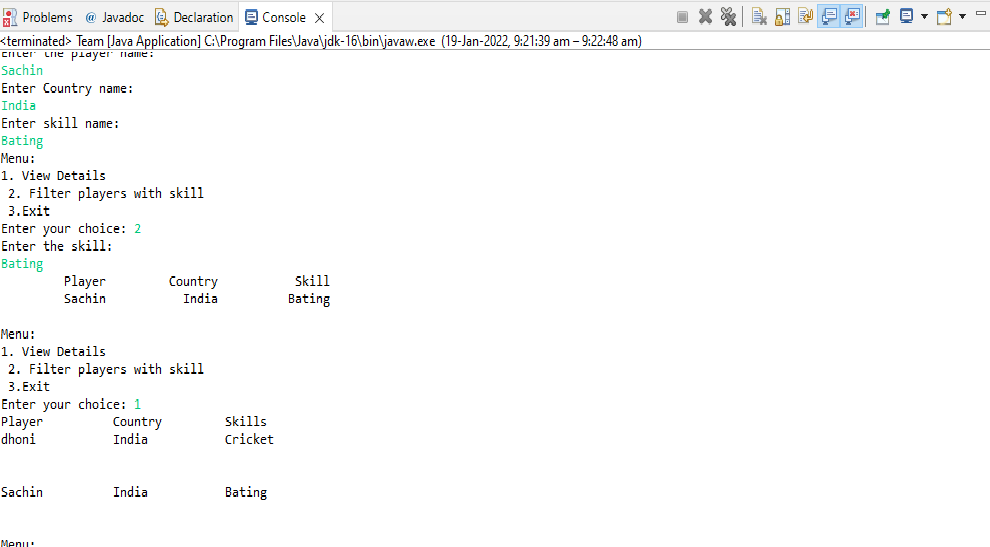 Problems @ Javadoc Declaration Console
<terminated> Team [Java Application] C:\Program Files\Java\jdk-16\bin\javaw.exe (19-Jan-2022, 9:21:39 am – 9:22:48 am)
Enter the player name:
Sachin
Enter Country name:
India
Enter skill name:
Bating
Menu:
1. View Details
 2. Filter players with skill
 3.Exit
Enter your choice: 2
Enter the skill:
Bating
         Player         Country           Skill
         Sachin           India          Bating
Menu:
1. View Details
 2. Filter players with skill
 3.Exit
Enter your choice: 1
Player          Country         Skills
dhoni           India           Cricket
Sachin          India           Bating
Menu: